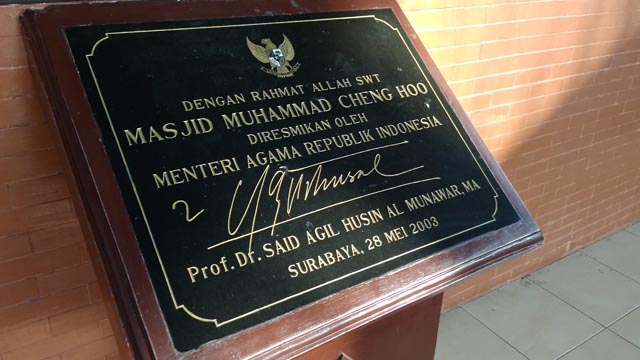 DENGAN RAHMAT ALLAH SWT
MASJID MUHAMMAD CHENG HOO
DIRESMIKAN OLEH
MENTERI AGAMA REPUBLIK INDONESIA
Prof. Dr. SAID AGIL HUSIN AL MUNAWAR, MA
SURABAYA, 28 MEI 2003